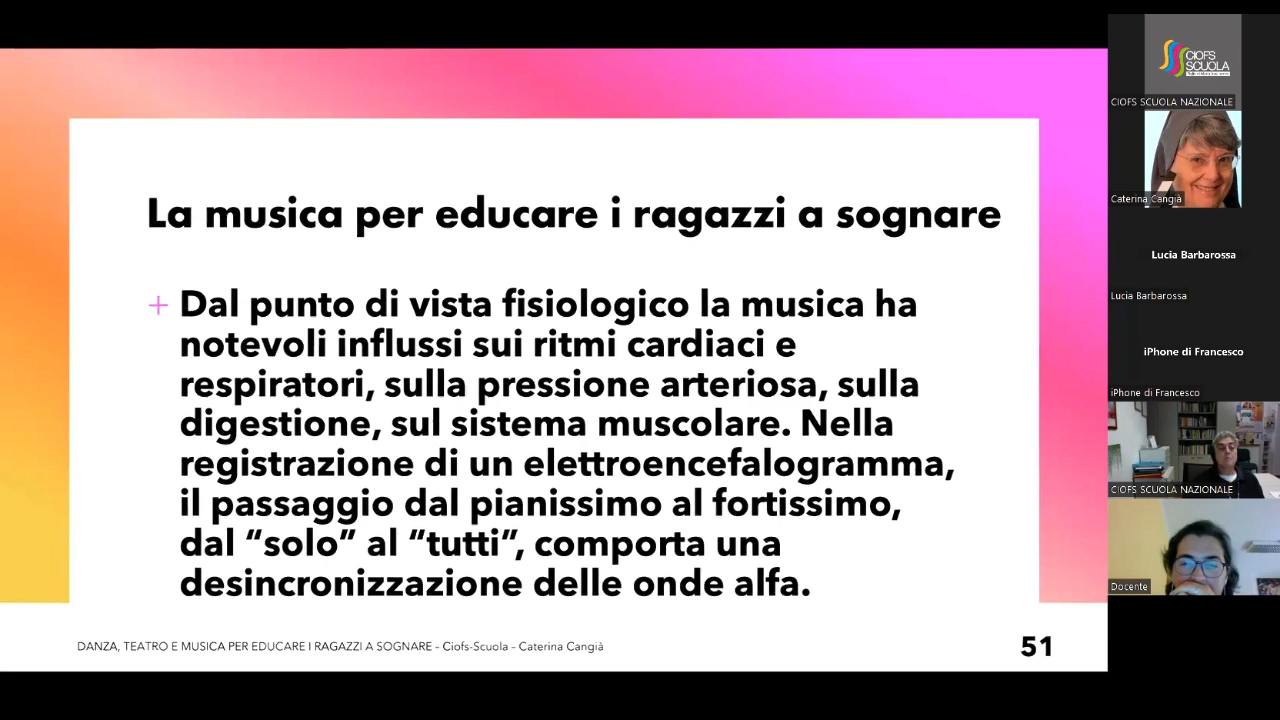 La musica per educare i ragazzi a sognare
+ Dal punto di vista fisiologico la musica ha
notevoli influssi sui ritmi cardiaci e
respiratori, sulla pressione arteriosa, sulla
digestione, sul sistema muscolare. Nella
registrazione di un elettroencefalogramma,
il passaggio dal pianissimo al fortissimo,
dal “solo” al “tutti”, comporta una
desincronizzazione delle onde alfa.
DANZA, TEATRO E MUSICA PER EDUCARE I RAGAZZI A SOGNARE – Ciofs-Scuola – Caterina Cangià
51
CIOFS
SCUOLA
CIOFS SCUOLA NAZIONALE
Caterina Cangià
Lucia Barbarossa
Lucia Barbarossa
iPhone di Francesco
iPhone di Francesco
CIOFS SCUOLA NAZIONALE
Docente